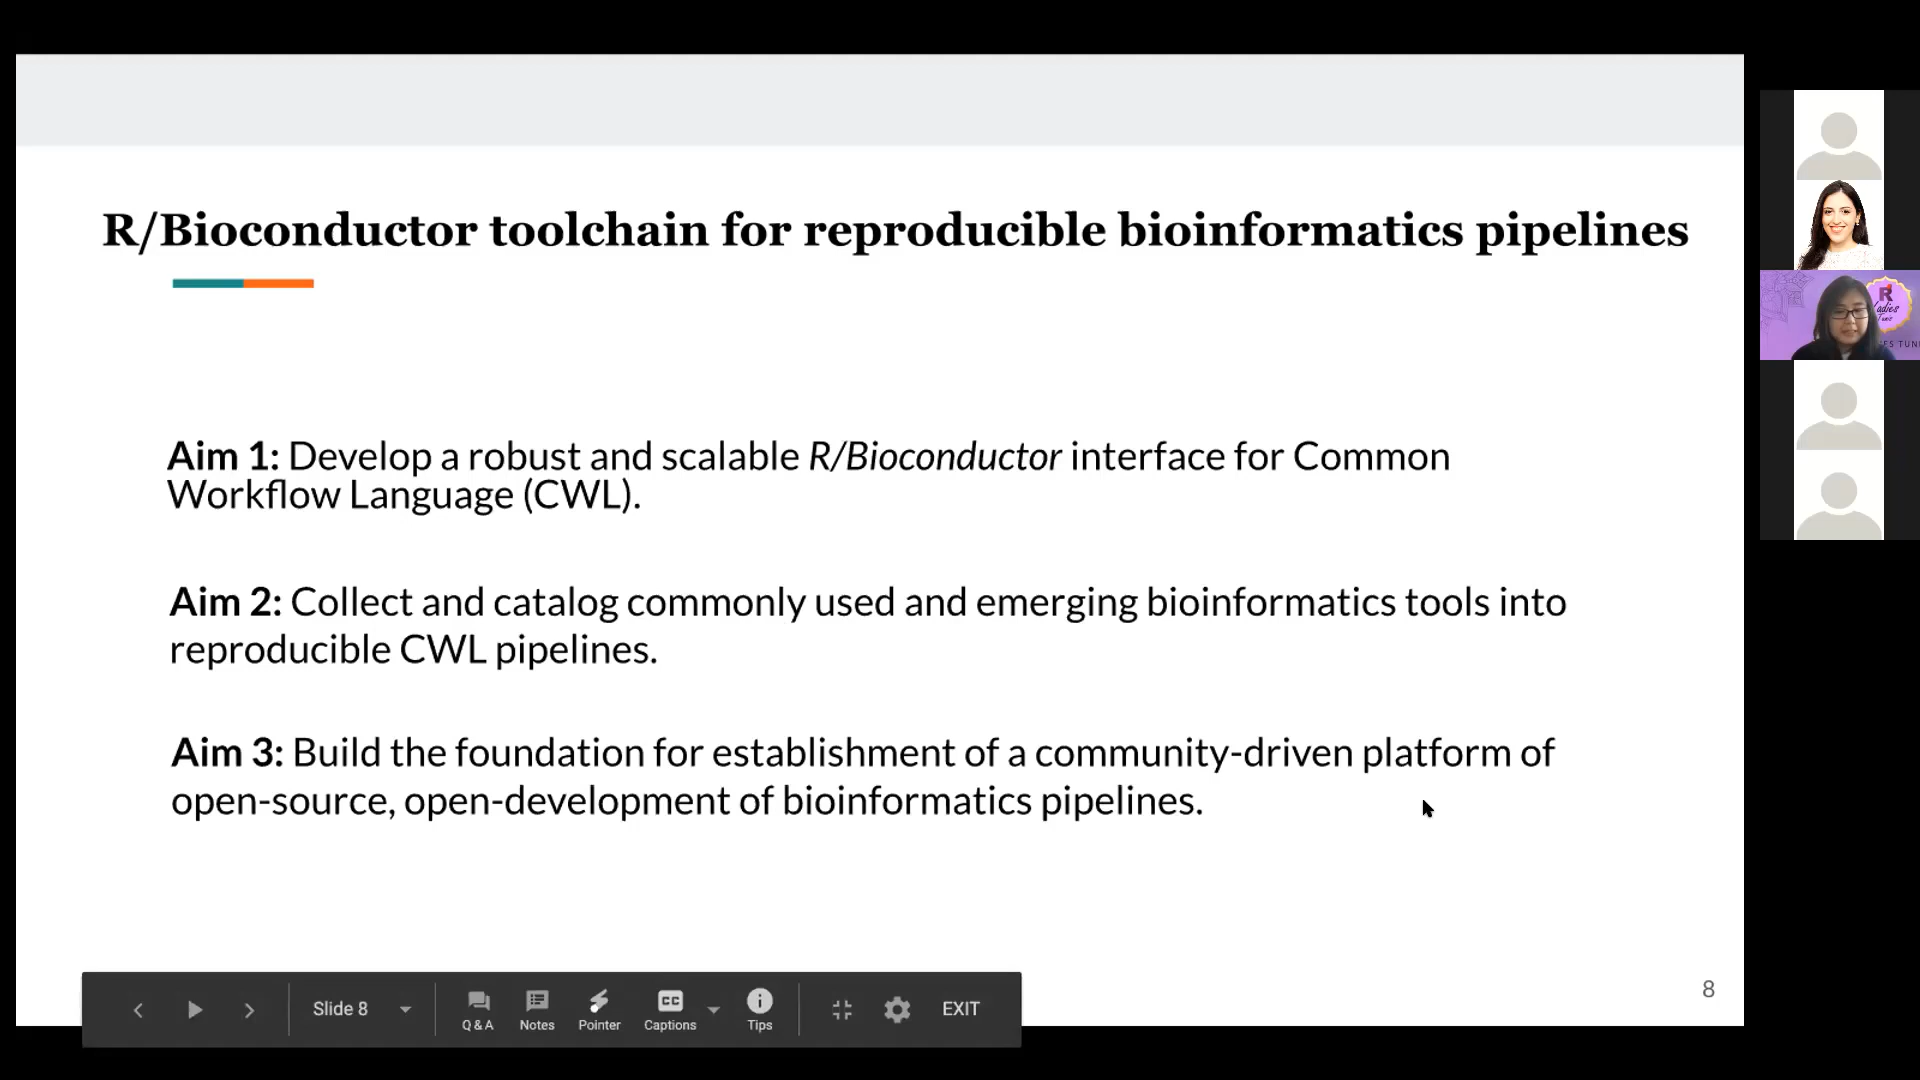 R/Bioconductor toolchain for reproducible bioinformatics pipelines
Aim 1: Develop a robust and scalable R/Bioconductor interface for Common
Workflow Language (CWL).
Aim 2: Collect and catalog commonly used and emerging bioinformatics tools into
reproducible CWL pipelines.
Aim 3: Build the foundation for establishment of a community-driven platform of
open-source, open-development of bioinformatics pipelines.
8
Slide 8
Q & A
Notes
CC
Pointer
Captions
Tips
EXIT
R
Ladies
Tunis